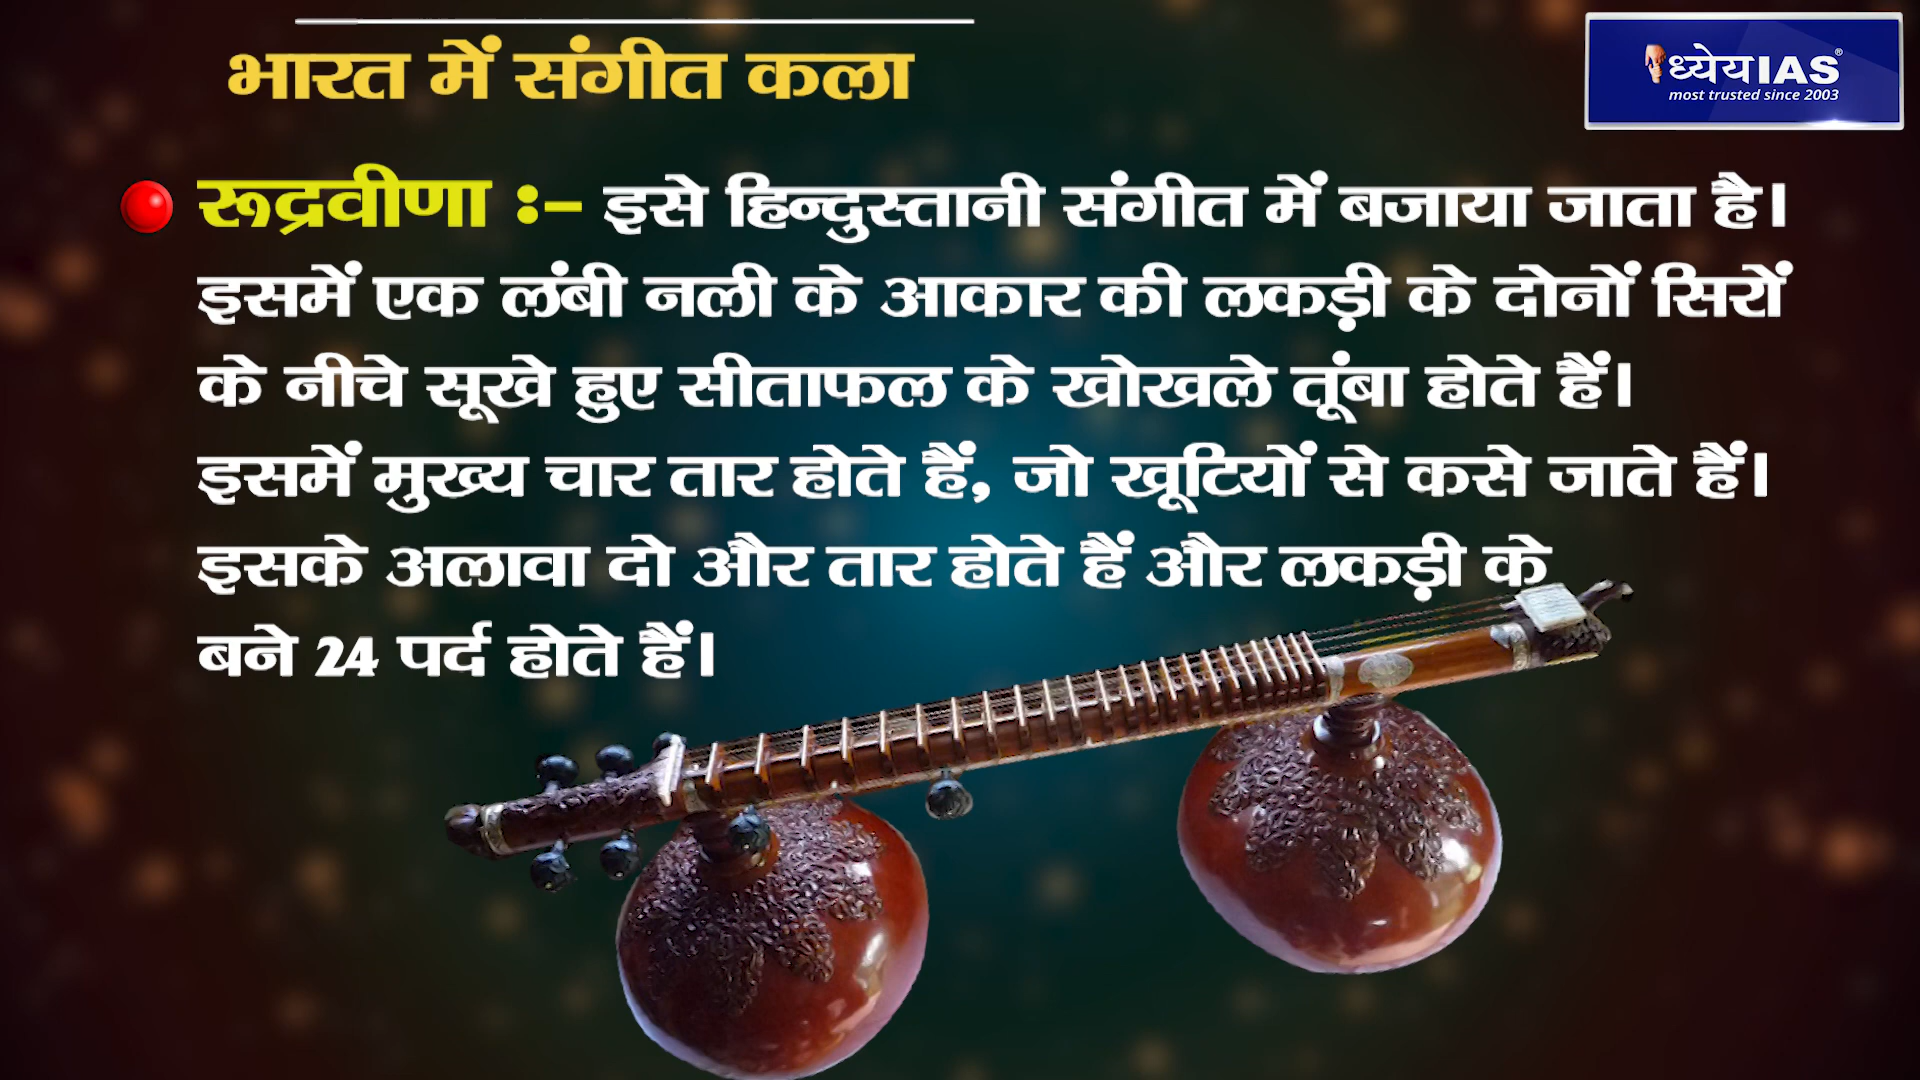 भारत में संगीत कला
ध्येयIAS®
most trusted since 2003
रूद्रवीणा :- इसे हिन्दुस्तानी संगीत में बजाया जाता है।
इसमें एक लंबी नली के आकार की लकड़ी के दोनों सिरों
के नीचे सूखे हुए सीताफल के खोखले तूंबा होते हैं।
इसमें मुख्य चार तार होते हैं, जो खूटियों से कसे जाते हैं।
इसके अलावा दो और तार होते हैं और लकड़ी के
बने 24 पर्द होते हैं।